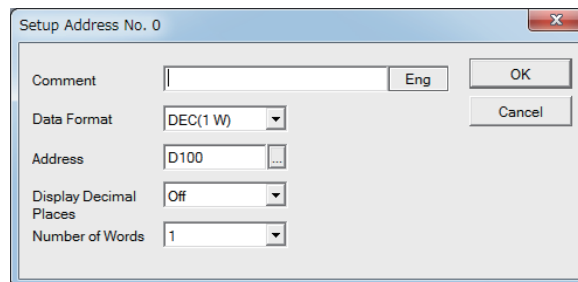 Setup Address No. 0
Comment Eng OK
Data Format DEC(1 W) Cancel
Address D100 ...
Display Decimal Off
Places
Number of Words 1